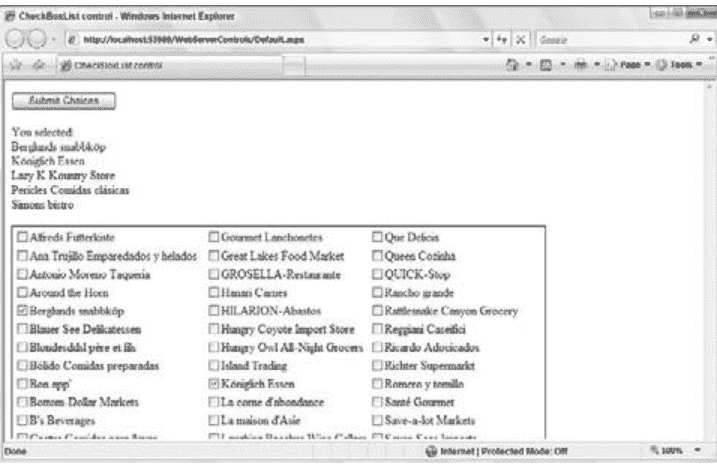 CheckBoxList control - Windows Internet Explorer
http://localhost:53989/WebServerControls/Default.aspx
Google
CheckBoxList control
Page
Tools
Submit Choices
You selected:
Berglunds snabbköp
Königlich Essen
Lazy K Kountry Store
Pericles Comidas clásicas
Simons bistro
Alfreds Futterkiste Gourmet Lanchonetes Que Delícia
Ana Trujillo Emparedados y helados Great Lakes Food Market Queen Cozinha
Antonio Moreno Taquería GROSELLA-Restaurante QUICK-Stop
Around the Horn Hanari Carnes Rancho grande
Berglunds snabbköp HILARION-Abastos Rattlesnake Canyon Grocery
Blauer See Delikatessen Hungry Coyote Import Store Reggiani Caseifici
Blondesddsl père et fils Hungry Owl All-Night Grocers Ricardo Adocicados
Bólido Comidas preparadas Island Trading Richter Supermarkt
Bon app' Königlich Essen Romero y tomillo
Bottom-Dollar Markets La corne d'abondance Santé Gourmet
B's Beverages La maison d'Asie Save-a-lot Markets
Done
Internet | Protected Mode: Off
100%